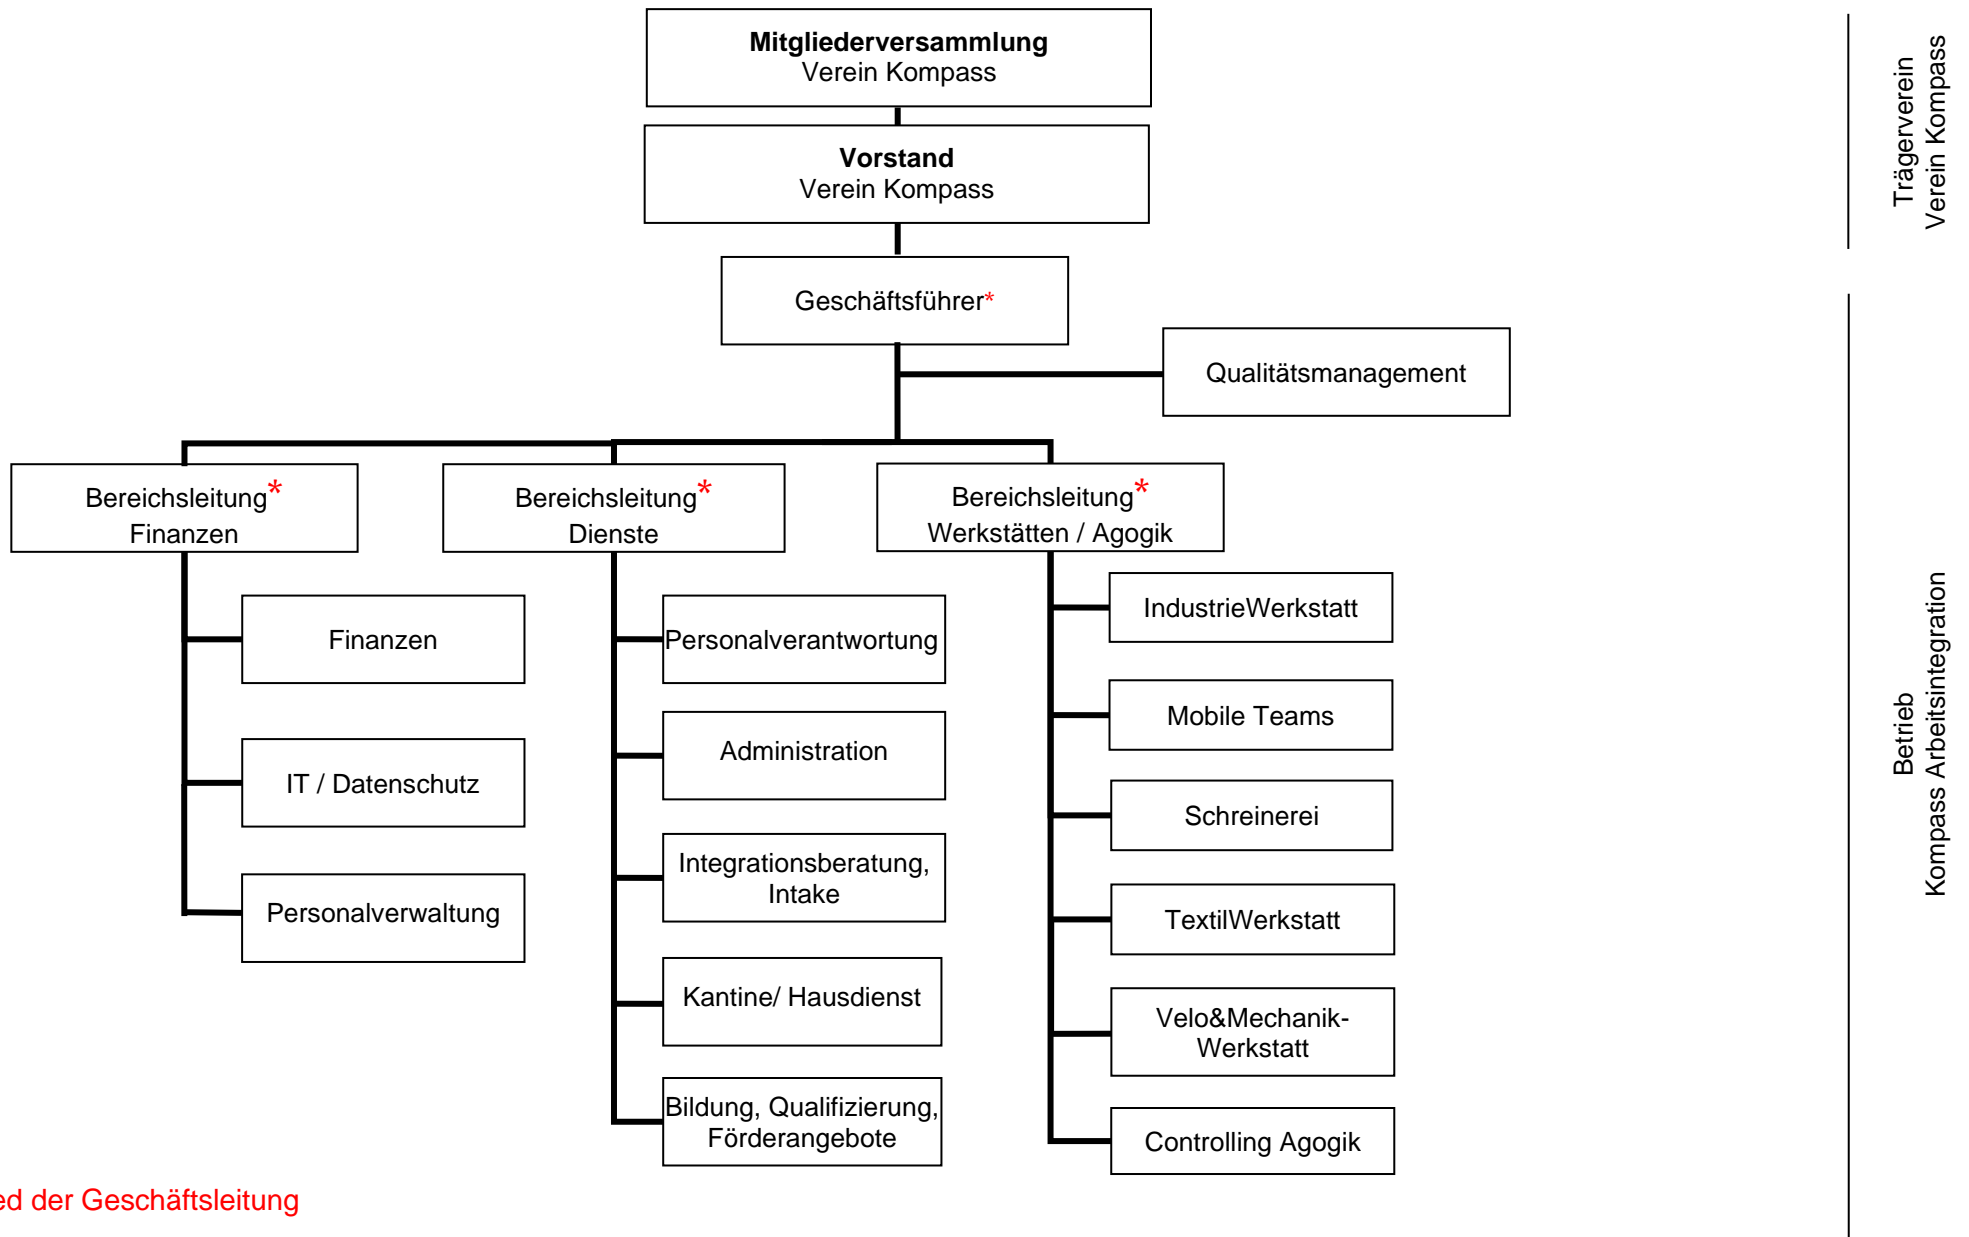 Mitgliederversammlung
Verein Kompass
Vorstand
Verein Kompass
Trägerverein
Verein Kompass
Geschäftsführer*
Qualitätsmanagement
Bereichsleitung*
Finanzen
Bereichsleitung*
Dienste
Bereichsleitung*
Werkstätten / Agogik
Finanzen
IT / Datenschutz
Personalverwaltung
Personalverantwortung
Administration
Integrationsberatung,
Intake
Kantine/ Hausdienst
Bildung, Qualifizierung,
Förderangebote
IndustrieWerkstatt
Mobile Teams
Schreinerei
TextilWerkstatt
Velo&Mechanik-
Werkstatt
Controlling Agogik
Betrieb
Kompass Arbeitsintegration
der Geschäftsleitung